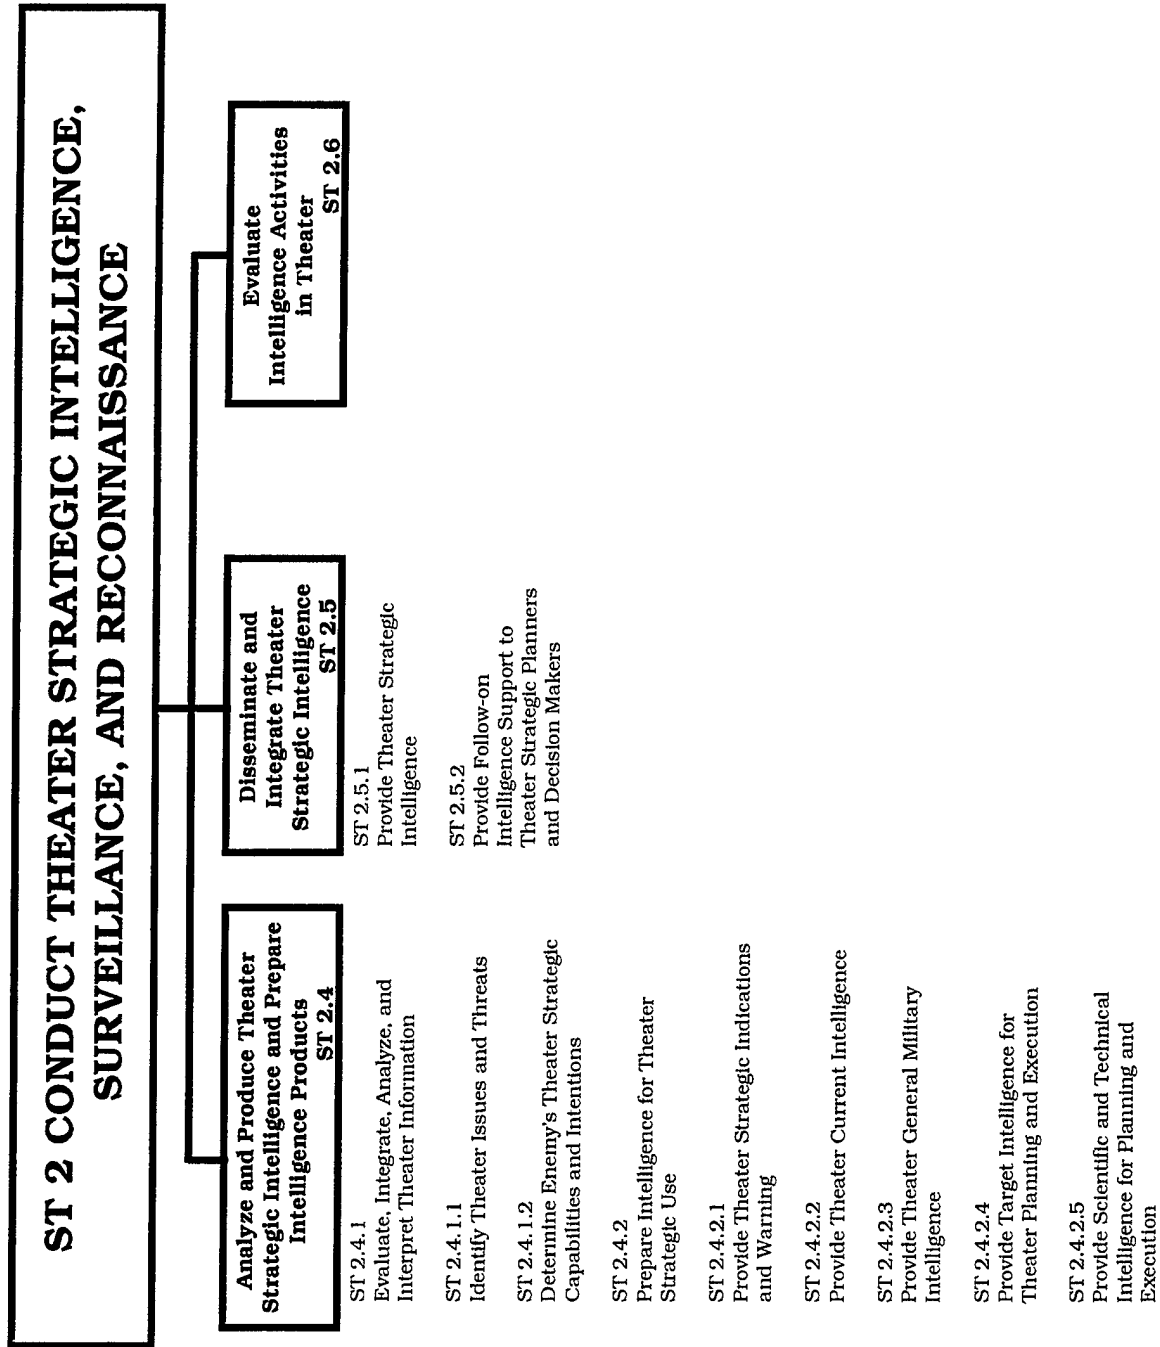 ST 2 CONDUCT THEATER STRATEGIC INTELLIGENCE,
SURVEILLANCE, AND RECONNAISSANCE
Analyze and Produce Theater
Strategic Intelligence and Prepare
Intelligence Products
ST 2.4
ST 2.4.1
Evaluate, Integrate, Analyze, and
Interpret Theater Information
ST 2.4.1.1
Identify Theater Issues and Threats
ST 2.4.1.2
Determine Enemy's Theater Strategic
Capabilities and Intentions
ST 2.4.2
Prepare Intelligence for Theater
Strategic Use
ST 2.4.2.1
Provide Theater Strategic Indications
and Warning
ST 2.4.2.2
Provide Theater Current Intelligence
ST 2.4.2.3
Provide Theater General Military
Intelligence
ST 2.4.2.4
Provide Target Intelligence for
Theater Planning and Execution
ST 2.4.2.5
Provide Scientific and Technical
Intelligence for Planning and
Execution
Disseminate and
Integrate Theater
Strategic Intelligence
ST 2.5
ST 2.5.1
Provide Theater Strategic
Intelligence
ST 2.5.2
Provide Follow-on
Intelligence Support to
Theater Strategic Planners
and Decision Makers
Evaluate
Intelligence Activities
in Theater
ST 2.6